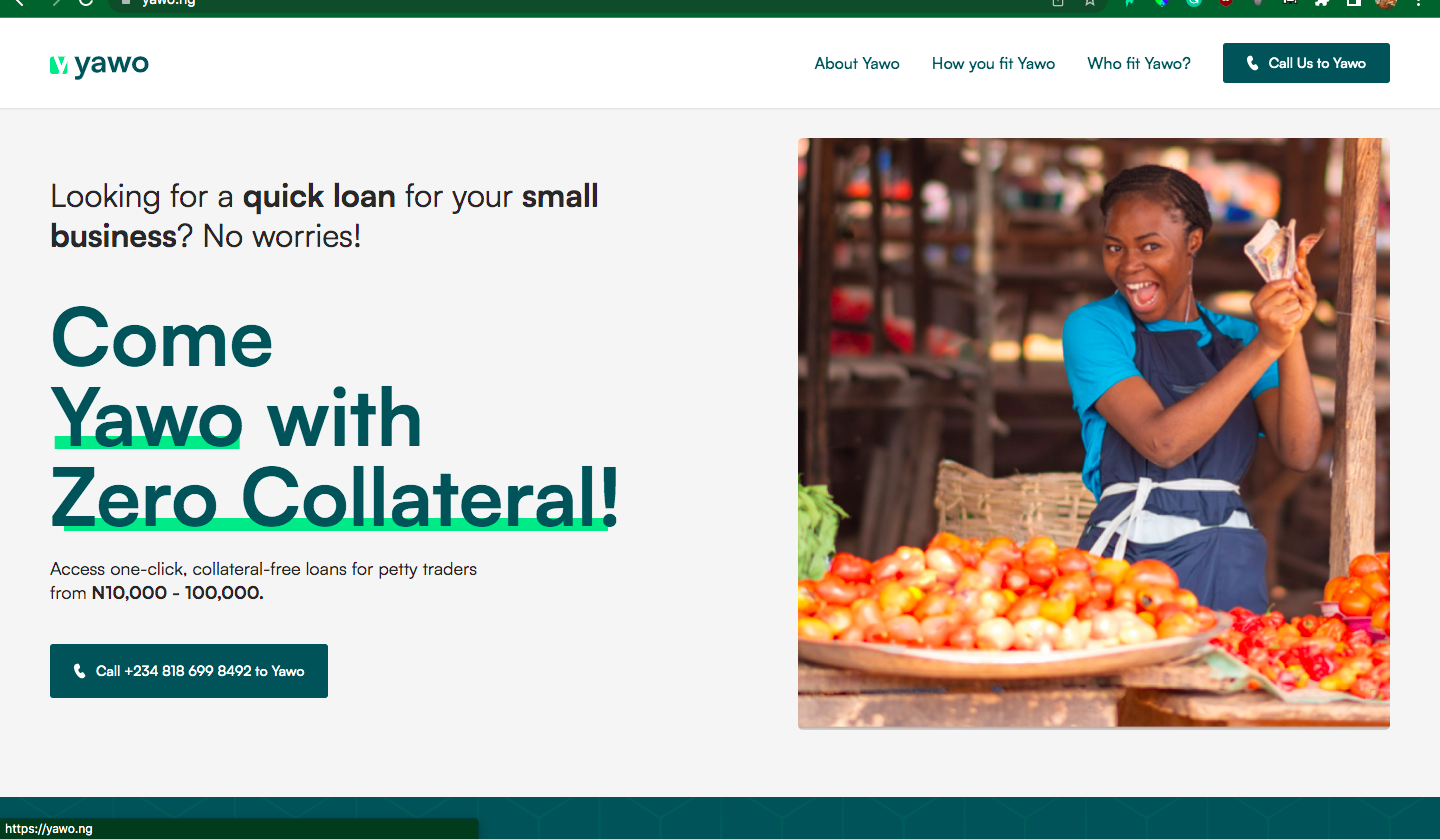 yawo.ng
yawo
About Yawo
How you fit Yawo
Who fit Yawo?
Call Us to Yawo
Looking for a quick loan for your small
business? No worries!
Come
Yawo with
Zero Collateral!
Access one-click, collateral-free loans for petty traders
from N10,000 - 100,000.
Call +234 818 699 8492 to Yawo
https://yawo.ng